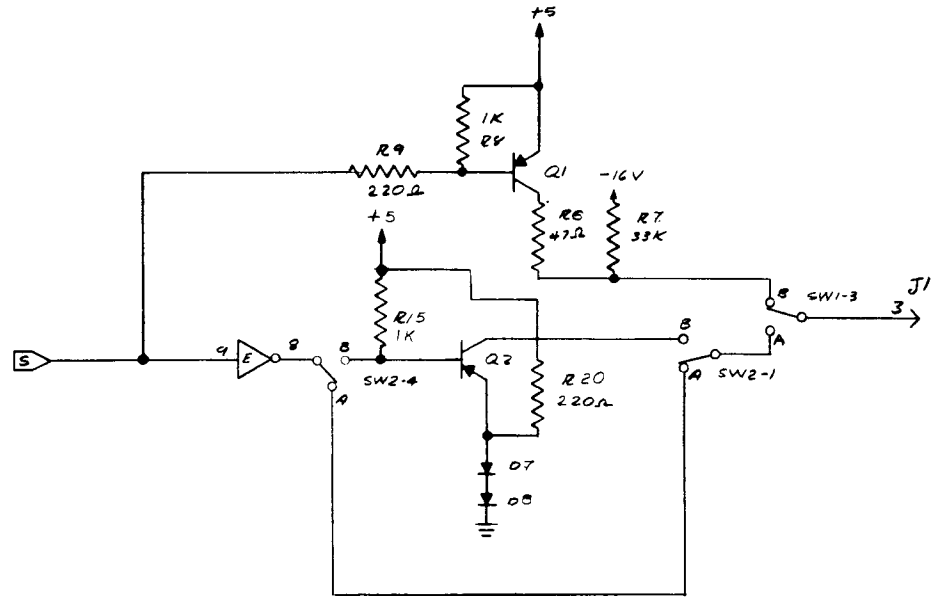 +5
1K
R8
R9
220Ω
Q1
-16V
R6
47Ω
R7
33K
+5
J1
B
SW1-3
3
R15
1K
B
A
S
9
E
8
B
Q2
SW2-4
A
A
SW2-1
R20
220Ω
D7
D8